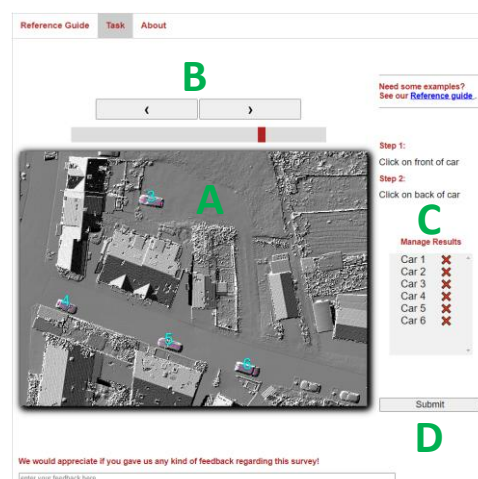 Reference Guide Task About
B
Need some examples?
See our Reference guide .
‹ ›
Step 1:
Click on front of car
Step 2:
Click on back of car
A
C
Manage Results
Car 1
Car 2
Car 3
Car 4
Car 5
Car 6
4
5
6
Submit
D
We would appreciate if you gave us any kind of feedback regarding this survey!
enter your feedback here